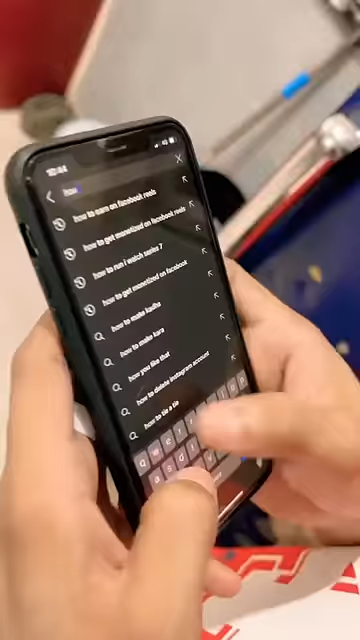 10:44
how
how to earn on facebook reels
how to get monetized on facebook reels
how to run i watch series 7
how to get monetized on facebook
how to make kadha
how to make kara
how you like that
how to delete instagram account
how to tie a tie